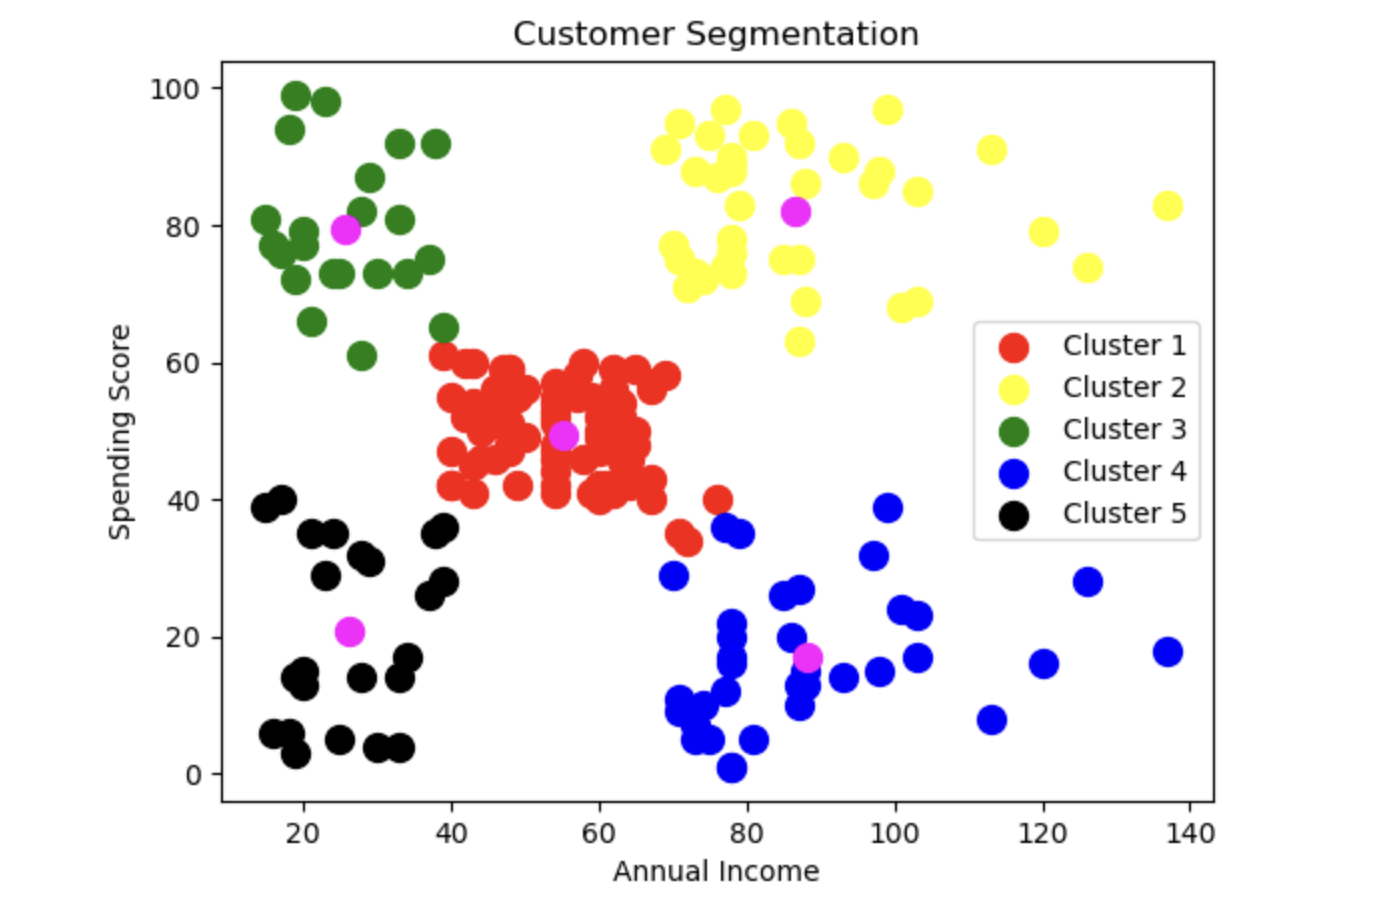 Customer Segmentation
100
80
60
40
20
0
Spending Score
Cluster 1
Cluster 2
Cluster 3
Cluster 4
Cluster 5
20 40 60 80 100 120 140
Annual Income